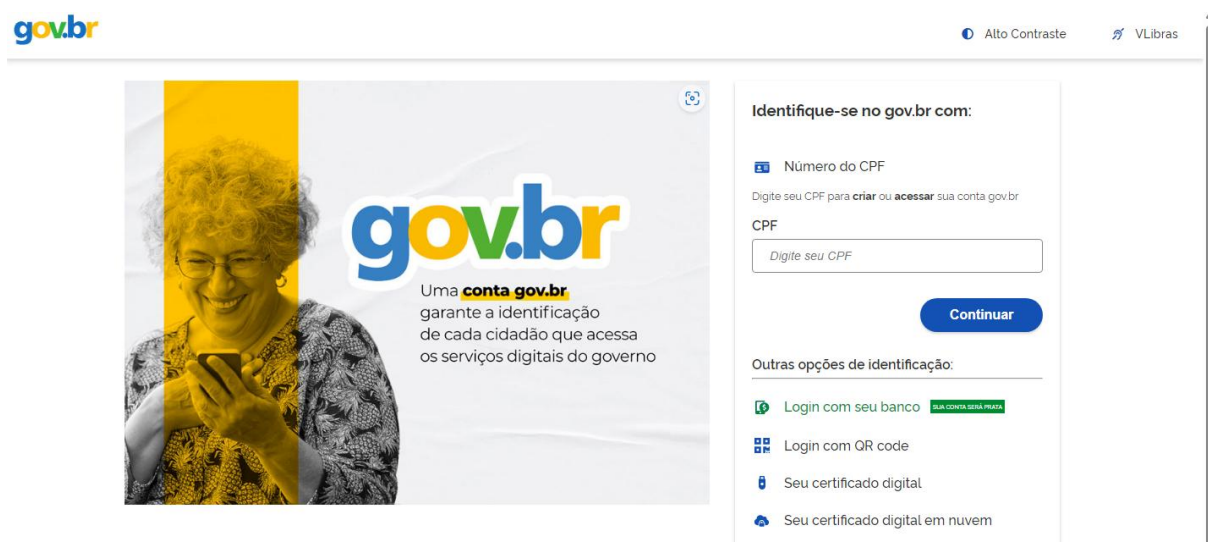 gov.br
Alto Contraste
VLibras
gov.br
Uma conta gov.br
garante a identificação
de cada cidadão que acessa
os serviços digitais do governo
Identifique-se no gov.br com:
Número do CPF
Digite seu CPF para criar ou acessar sua conta gov.br
CPF
Digite seu CPF
Continuar
Outras opções de identificação:
Login com seu banco SUA CONTA SERÁ PRATA
Login com QR code
Seu certificado digital
Seu certificado digital em nuvem